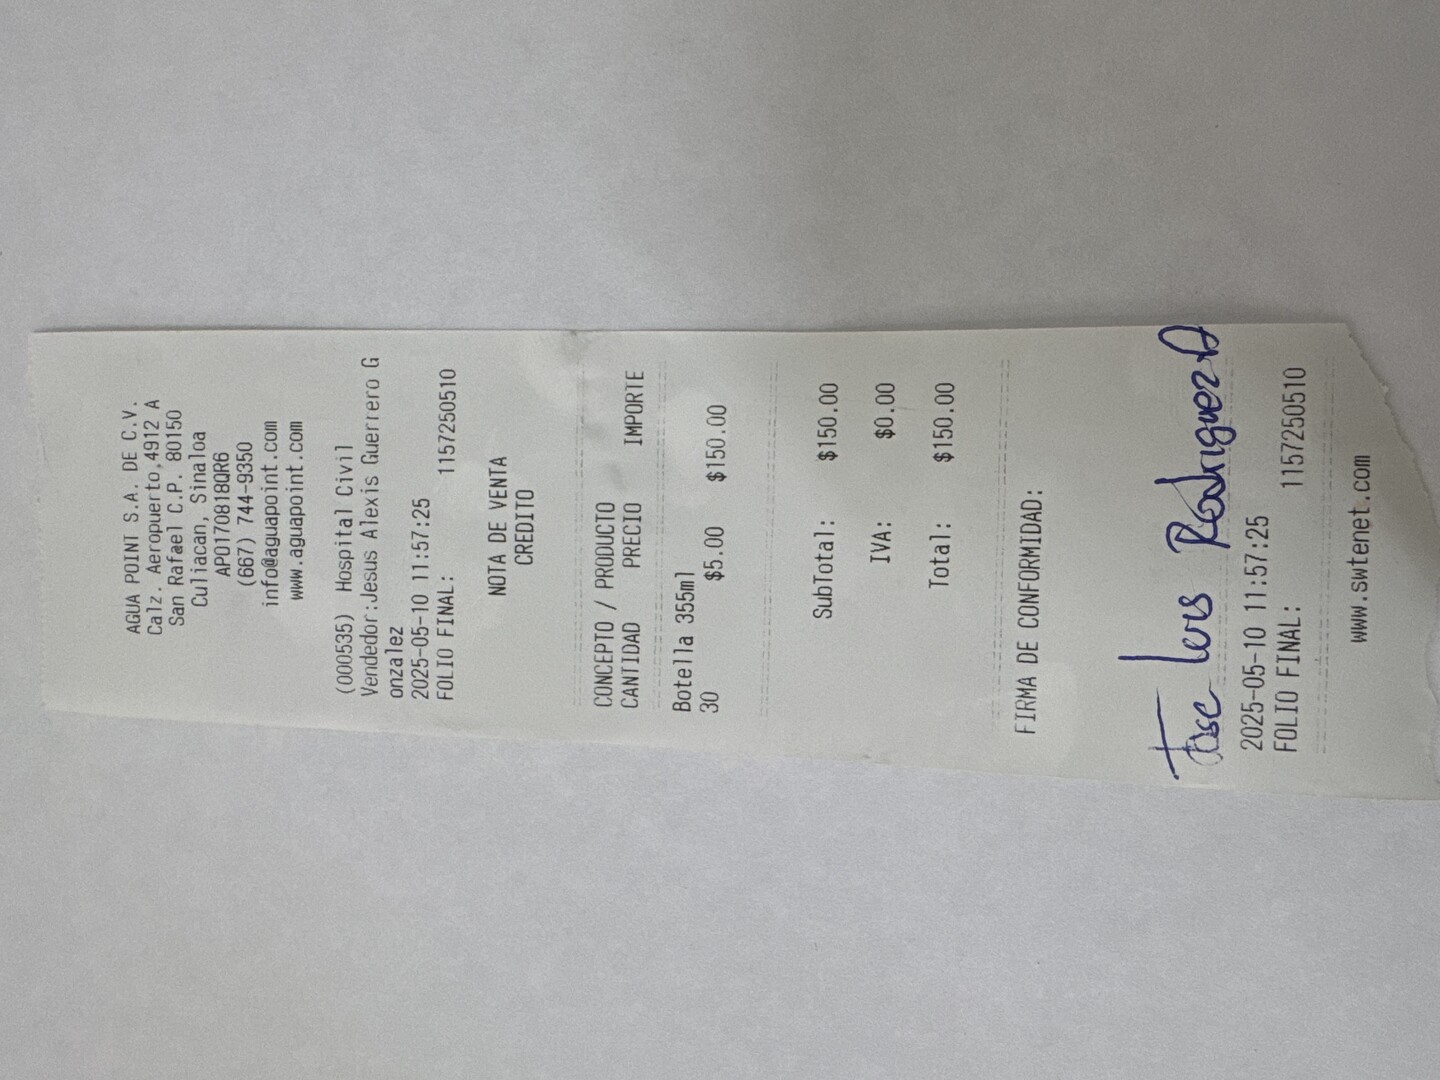 AGUA POINT S.A. DE C.V.
Calz. Aeropuerto,4912 A
San Rafael C.P. 80150
Culiacan, Sinaloa
APO170818QR6
(667) 744-9350
info@aguapoint.com
www.aguapoint.com
(000535) Hospital Civil
Vendedor:Jesus Alexis Guerrero G
onzalez
2025-05-10 11:57:25
FOLIO FINAL: 1157250510
NOTA DE VENTA
CREDITO
CONCEPTO / PRODUCTO
CANTIDAD PRECIO IMPORTE
Botella 355ml
30 $5.00 $150.00
SubTotal: $150.00
IVA: $0.00
Total: $150.00
FIRMA DE CONFORMIDAD:
Jose Luis Rodriguez D
2025-05-10 11:57:25
FOLIO FINAL: 1157250510
www.swtenet.com